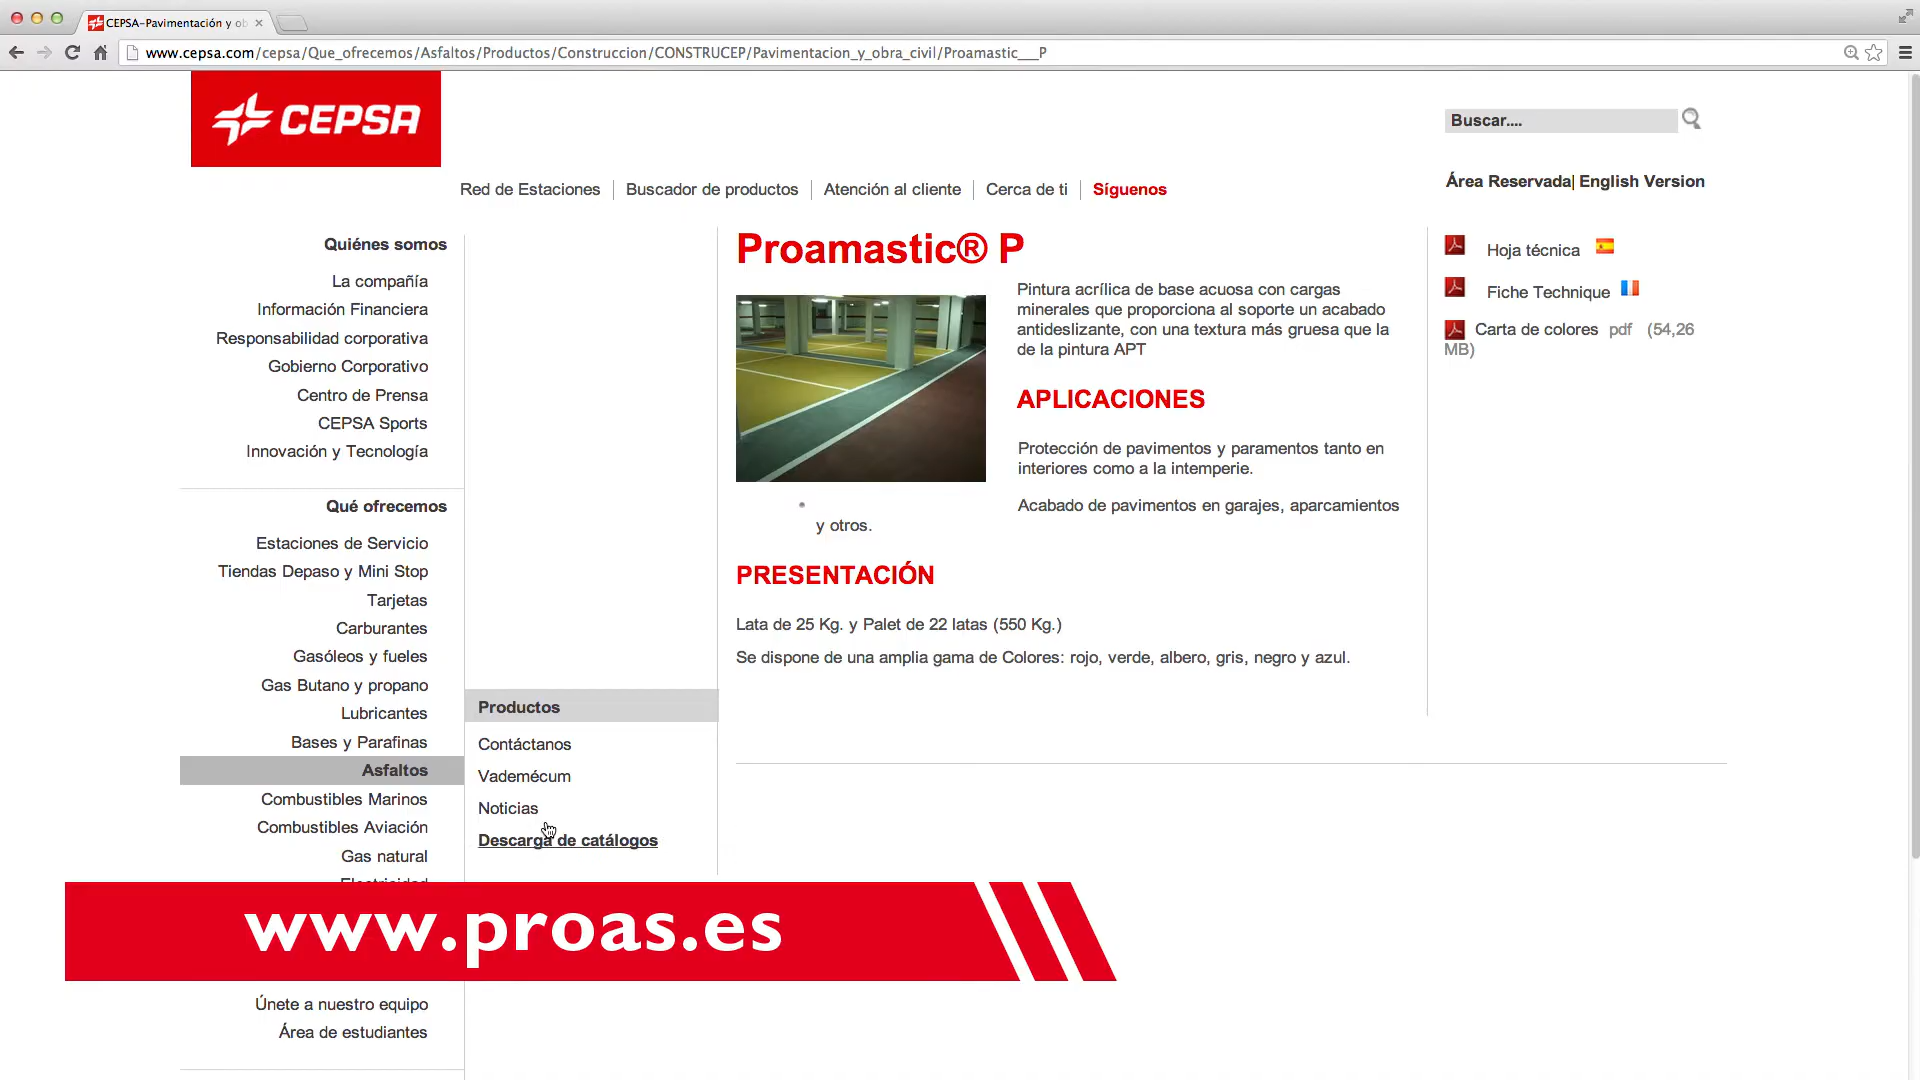 CEPSA-Pavimentación y ob
www.cepsa.com/cepsa/Que_ofrecemos/Asfaltos/Productos/Construccion/CONSTRUCEP/Pavimentacion_y_obra_civil/Proamastic___P
CEPSA
Buscar....
Área Reservada| English Version
Red de Estaciones
Buscador de productos
Atención al cliente
Cerca de ti
Síguenos
Quiénes somos
La compañía
Información Financiera
Responsabilidad corporativa
Gobierno Corporativo
Centro de Prensa
CEPSA Sports
Innovación y Tecnología
Qué ofrecemos
Estaciones de Servicio
Tiendas Depaso y Mini Stop
Tarjetas
Carburantes
Gasóleos y fueles
Gas Butano y propano
Lubricantes
Bases y Parafinas
Asfaltos
Combustibles Marinos
Combustibles Aviación
Gas natural
Productos
Contáctanos
Vademécum
Noticias
Descarga de catálogos
Proamastic® P
Pintura acrílica de base acuosa con cargas
minerales que proporciona al soporte un acabado
antideslizante, con una textura más gruesa que la
de la pintura APT
APLICACIONES
Protección de pavimentos y paramentos tanto en
interiores como a la intemperie.
Acabado de pavimentos en garajes, aparcamientos
y otros.
PRESENTACIÓN
Lata de 25 Kg. y Palet de 22 latas (550 Kg.)
Se dispone de una amplia gama de Colores: rojo, verde, albero, gris, negro y azul.
Hoja técnica
Fiche Technique
Carta de colores pdf (54,26
MB)
www.proas.es
Únete a nuestro equipo
Área de estudiantes